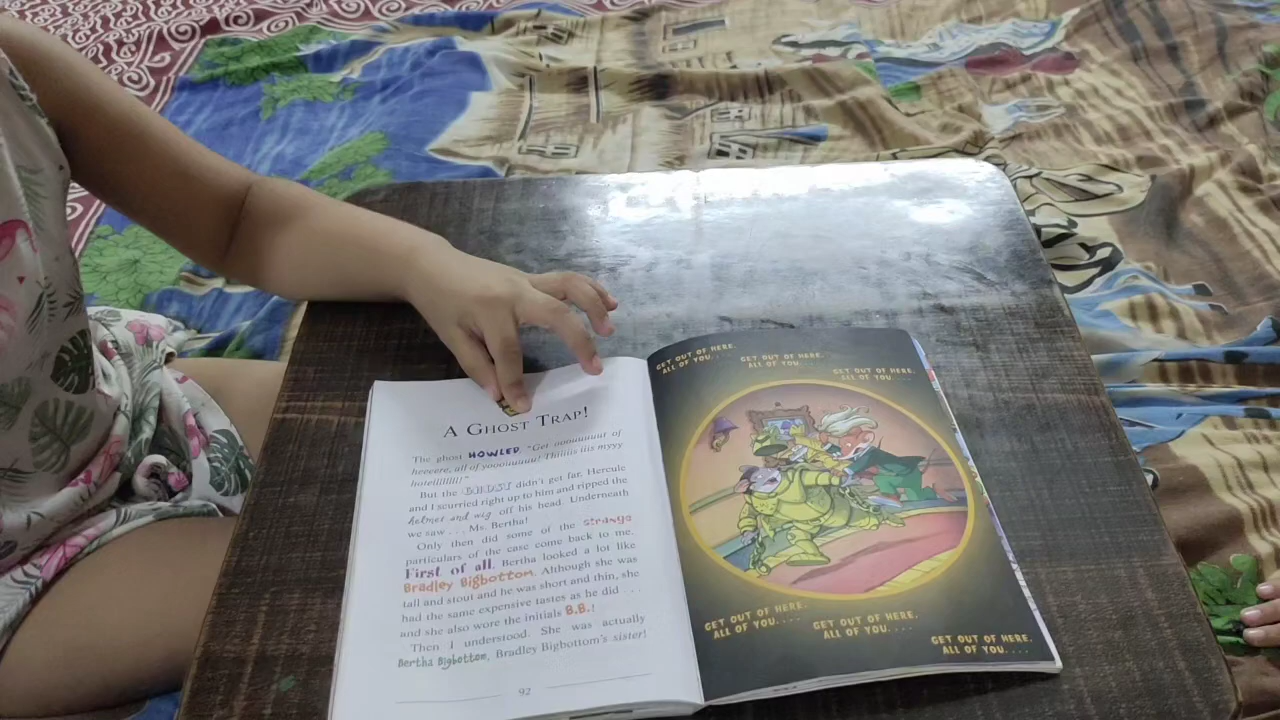 A GHOST TRAP!
The ghost HOWLED, "Get ooouuuuut of
heeeere, all of yooouuuuu! Thiiiiis iiis myyy
hotellllllll!"
But the GHOST didn't get far. Hercule
and I scurried right up to him and ripped the
helmet and wig off his head. Underneath
we saw . . . Ms. Bertha!
Only then did some of the strange
particulars of the case come back to me.
First of all, Bertha looked a lot like
Bradley Bigbottom. Although she was
tall and stout and he was short and thin, she
had the same expensive tastes as he did . . .
and she also wore the initials B.B.!
Then I understood. She was actually
Bertha Bigbottom, Bradley Bigbottom's sister!
92
GET OUT OF HERE,
ALL OF YOU. . . .
GET OUT OF HERE,
ALL OF YOU. . . .
GET OUT OF HERE,
ALL OF YOU. . . .
GET OUT OF HERE,
ALL OF YOU. . . .
GET OUT OF HERE,
ALL OF YOU. . . .
GET OUT OF HERE,
ALL OF YOU. . . .